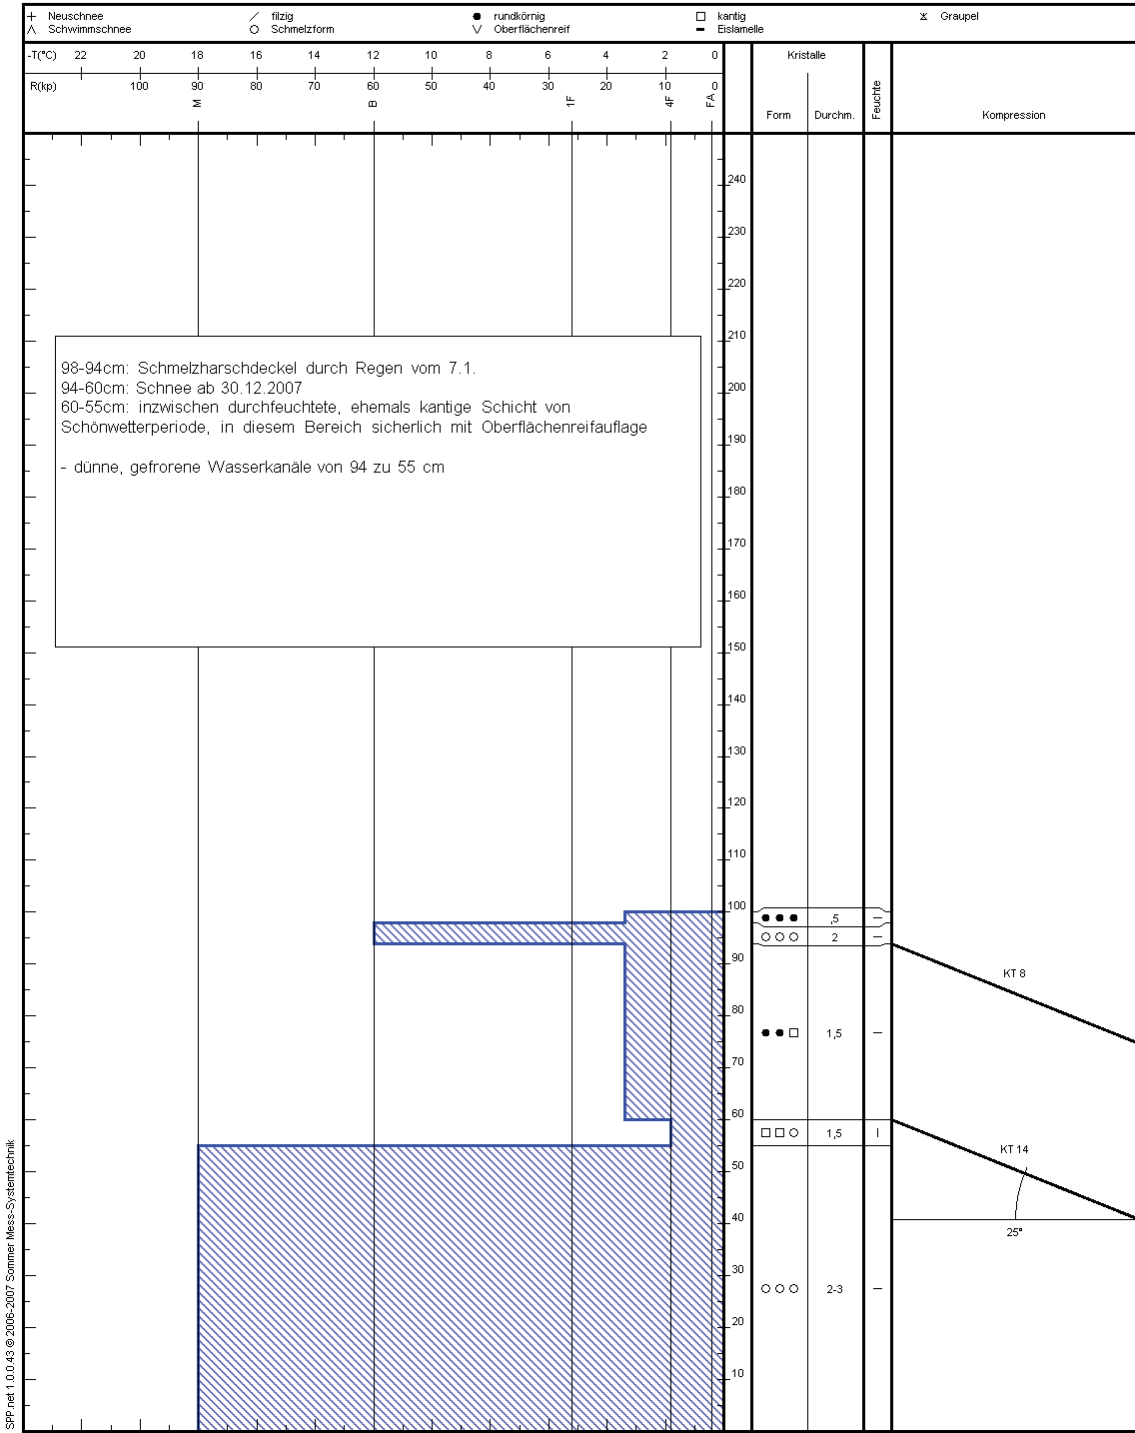 + Neuschnee / filzig ● rundkörnig □ kantig Graupel
∧ Schwimmschnee ○ Schmelzform ∨ Oberflächenreif - Eislamelle
-T(°C) 22 20 18 16 14 12 10 8 6 4 2 0
Kristalle
R(kp) 100 90 80 70 60 50 40 30 20 10 0
M B 1F 4F FA
Form Durchm. Feuchte Kompression
240
230
220
210
98-94cm: Schmelzharschdeckel durch Regen vom 7.1.
94-60cm: Schnee ab 30.12.2007
60-55cm: inzwischen durchfeuchtete, ehemals kantige Schicht von
Schönwetterperiode, in diesem Bereich sicherlich mit Oberflächenreifauflage
- dünne, gefrorene Wasserkanäle von 94 zu 55 cm
200
190
180
170
160
150
140
130
120
110
100
● ● ● ,5 –
○ ○ ○ 2 –
90
KT 8
80
● ● □ 1,5 –
70
60
□ □ ○ 1,5 I
KT 14
50
40
25°
30
○ ○ ○ 2-3 –
20
10
SPP.net 1.0.0.43 © 2006-2007 Sommer Mess-Systemtechnik